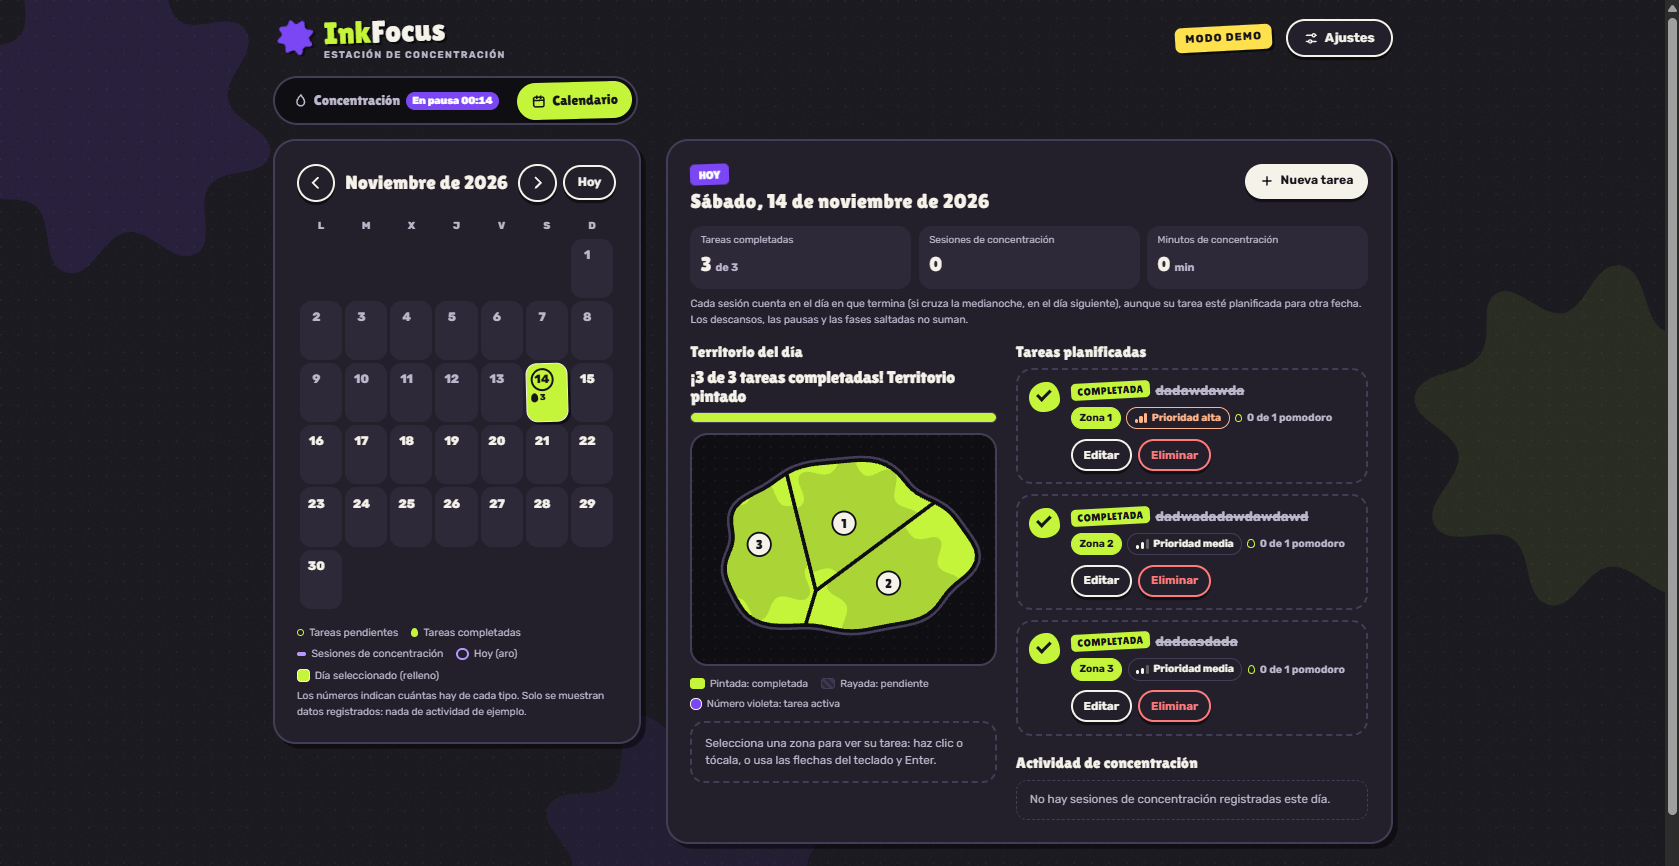 InkFocus
ESTACIÓN DE CONCENTRACIÓN
MODO DEMO
Ajustes
Concentración En pausa 00:14
Calendario
Noviembre de 2026
Hoy
L M X J V S D
1
2 3 4 5 6 7 8
9 10 11 12 13 14 15
3
16 17 18 19 20 21 22
23 24 25 26 27 28 29
30
Tareas pendientes Tareas completadas
Sesiones de concentración Hoy (aro)
Día seleccionado (relleno)
Los números indican cuántas hay de cada tipo. Solo se muestran
datos registrados: nada de actividad de ejemplo.
HOY
Sábado, 14 de noviembre de 2026
+ Nueva tarea
Tareas completadas
3 de 3
Sesiones de concentración
0
Minutos de concentración
0 min
Cada sesión cuenta en el día en que termina (si cruza la medianoche, en el día siguiente), aunque su tarea esté planificada para otra fecha.
Los descansos, las pausas y las fases saltadas no suman.
Territorio del día
¡3 de 3 tareas completadas! Territorio
pintado
1
3
2
Pintada: completada Rayada: pendiente
Número violeta: tarea activa
Selecciona una zona para ver su tarea: haz clic o
tócala, o usa las flechas del teclado y Enter.
Tareas planificadas
COMPLETADA dadawdawda
Zona 1 Prioridad alta 0 de 1 pomodoro
Editar Eliminar
COMPLETADA dadwadadawdawdawd
Zona 2 Prioridad media 0 de 1 pomodoro
Editar Eliminar
COMPLETADA dadaasdada
Zona 3 Prioridad media 0 de 1 pomodoro
Editar Eliminar
Actividad de concentración
No hay sesiones de concentración registradas este día.